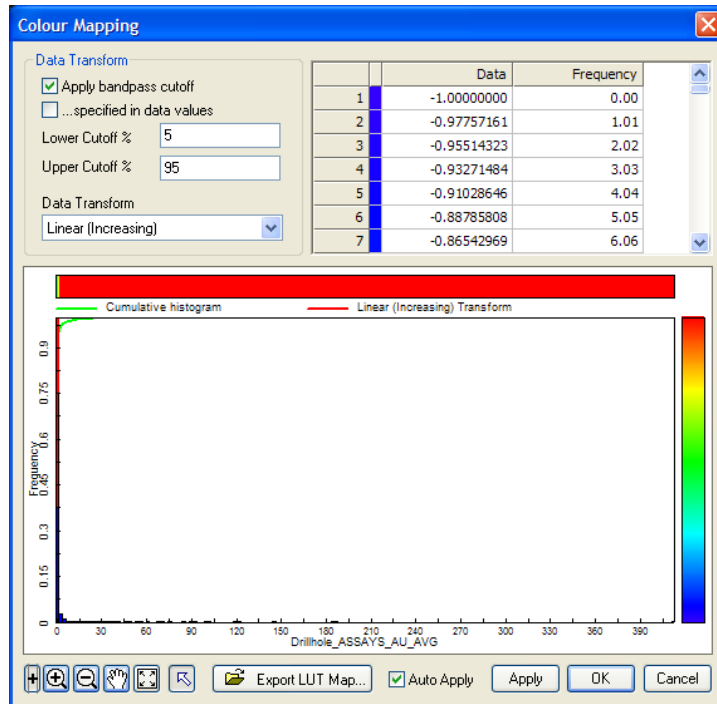 Colour Mapping
Data Transform
Apply bandpass cutoff
...specified in data values
Lower Cutoff % 5
Upper Cutoff % 95
Data Transform
Linear (Increasing)
Data Frequency
1 -1.00000000 0.00
2 -0.97757161 1.01
3 -0.95514323 2.02
4 -0.93271484 3.03
5 -0.91028646 4.04
6 -0.88785808 5.05
7 -0.86542969 6.06
Cumulative histogram Linear (Increasing) Transform
0.9
0.75
0.6
0.45
0.3
0.15
0
Frequency
0 30 60 90 120 150 180 210 240 270 300 330 360 390
Drillhole_ASSAYS_AU_AVG
Export LUT Map... Auto Apply Apply OK Cancel